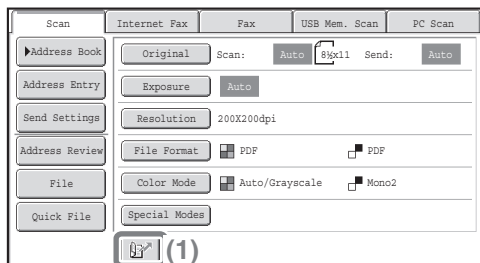 Scan Internet Fax Fax USB Mem. Scan PC Scan
Address Book Original Scan: Auto 8½x11 Send: Auto
Address Entry Exposure Auto
Send Settings Resolution 200X200dpi
Address Review File Format PDF PDF
File Color Mode Auto/Grayscale Mono2
Quick File Special Modes
(1)